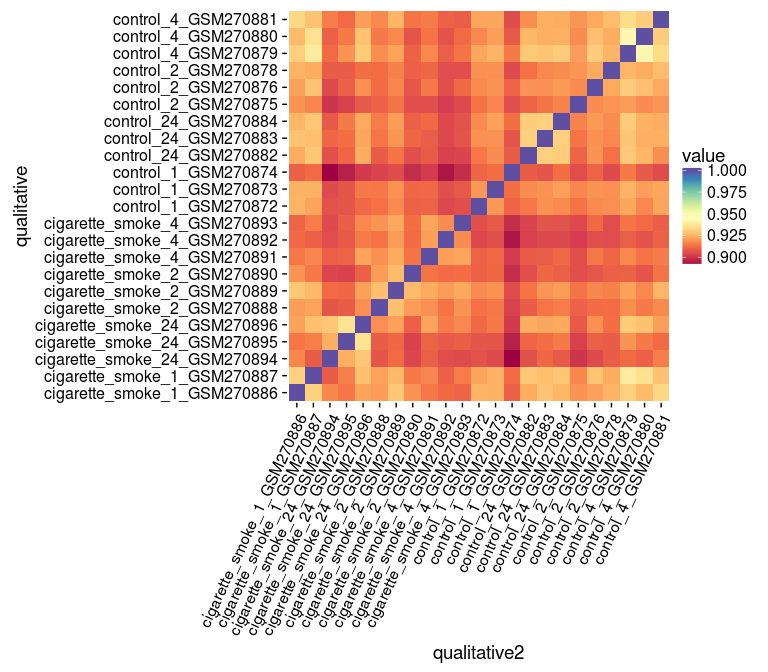 control_4_GSM270881
control_4_GSM270880
control_4_GSM270879
control_2_GSM270878
control_2_GSM270876
control_2_GSM270875
control_24_GSM270884
control_24_GSM270883
control_24_GSM270882
control_1_GSM270874
control_1_GSM270873
control_1_GSM270872
cigarette_smoke_4_GSM270893
cigarette_smoke_4_GSM270892
cigarette_smoke_4_GSM270891
cigarette_smoke_2_GSM270890
cigarette_smoke_2_GSM270889
cigarette_smoke_2_GSM270888
cigarette_smoke_24_GSM270896
cigarette_smoke_24_GSM270895
cigarette_smoke_24_GSM270894
cigarette_smoke_1_GSM270887
cigarette_smoke_1_GSM270886
qualitative
value
1.000
0.975
0.950
0.925
0.900
cigarette_smoke_1_GSM270886
cigarette_smoke_1_GSM270887
cigarette_smoke_24_GSM270894
cigarette_smoke_24_GSM270895
cigarette_smoke_24_GSM270896
cigarette_smoke_2_GSM270888
cigarette_smoke_2_GSM270889
cigarette_smoke_2_GSM270890
cigarette_smoke_4_GSM270891
cigarette_smoke_4_GSM270892
cigarette_smoke_4_GSM270893
control_1_GSM270872
control_1_GSM270873
control_1_GSM270874
control_24_GSM270882
control_24_GSM270883
control_24_GSM270884
control_2_GSM270875
control_2_GSM270876
control_2_GSM270878
control_4_GSM270879
control_4_GSM270880
control_4_GSM270881
qualitative2